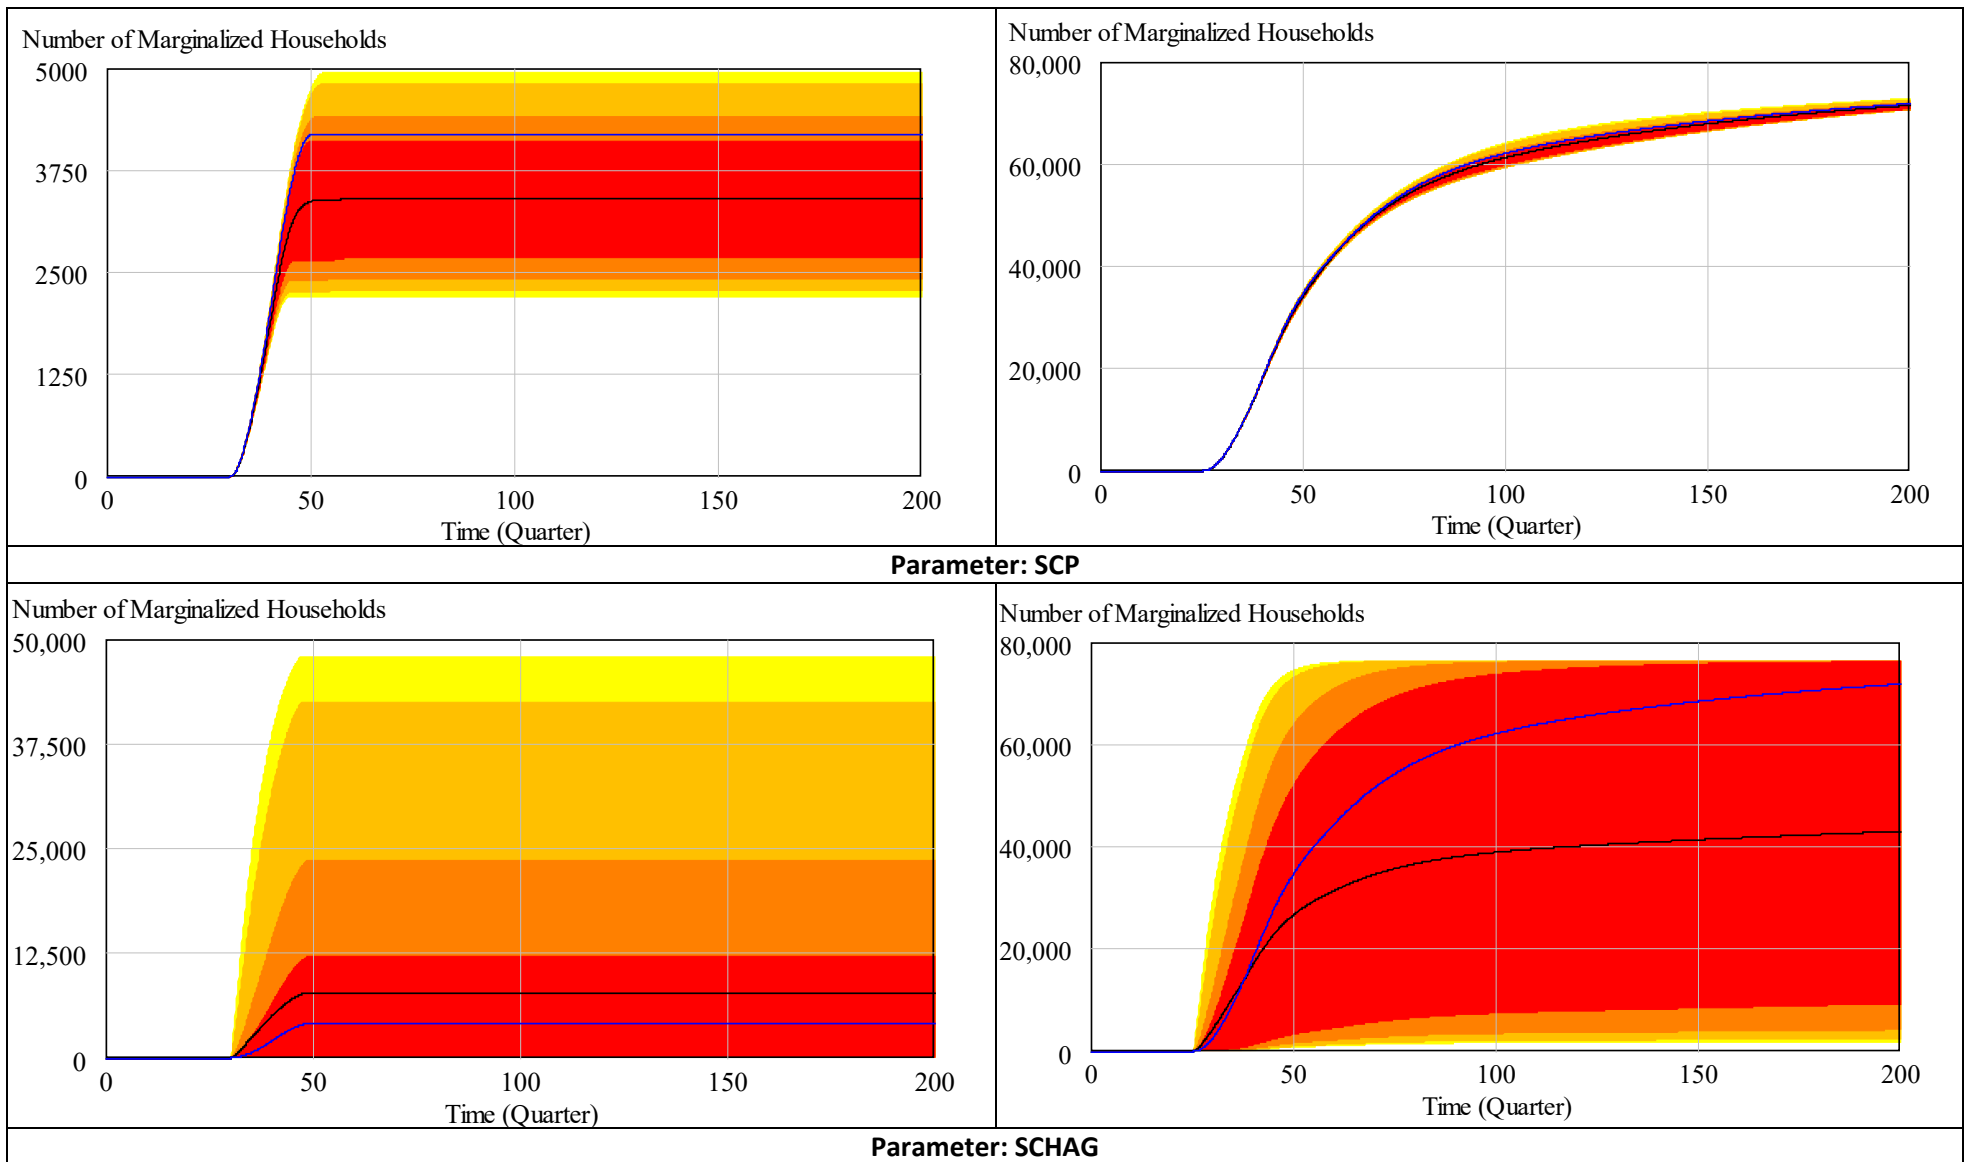 Number of Marginalized Households
5000
3750
2500
1250
0
0 50 100 150 200
Time (Quarter)
Number of Marginalized Households
80,000
60,000
40,000
20,000
0
0 50 100 150 200
Time (Quarter)
Parameter: SCP
Number of Marginalized Households
50,000
37,500
25,000
12,500
0
0 50 100 150 200
Time (Quarter)
Number of Marginalized Households
80,000
60,000
40,000
20,000
0
0 50 100 150 200
Time (Quarter)
Parameter: SCHAG